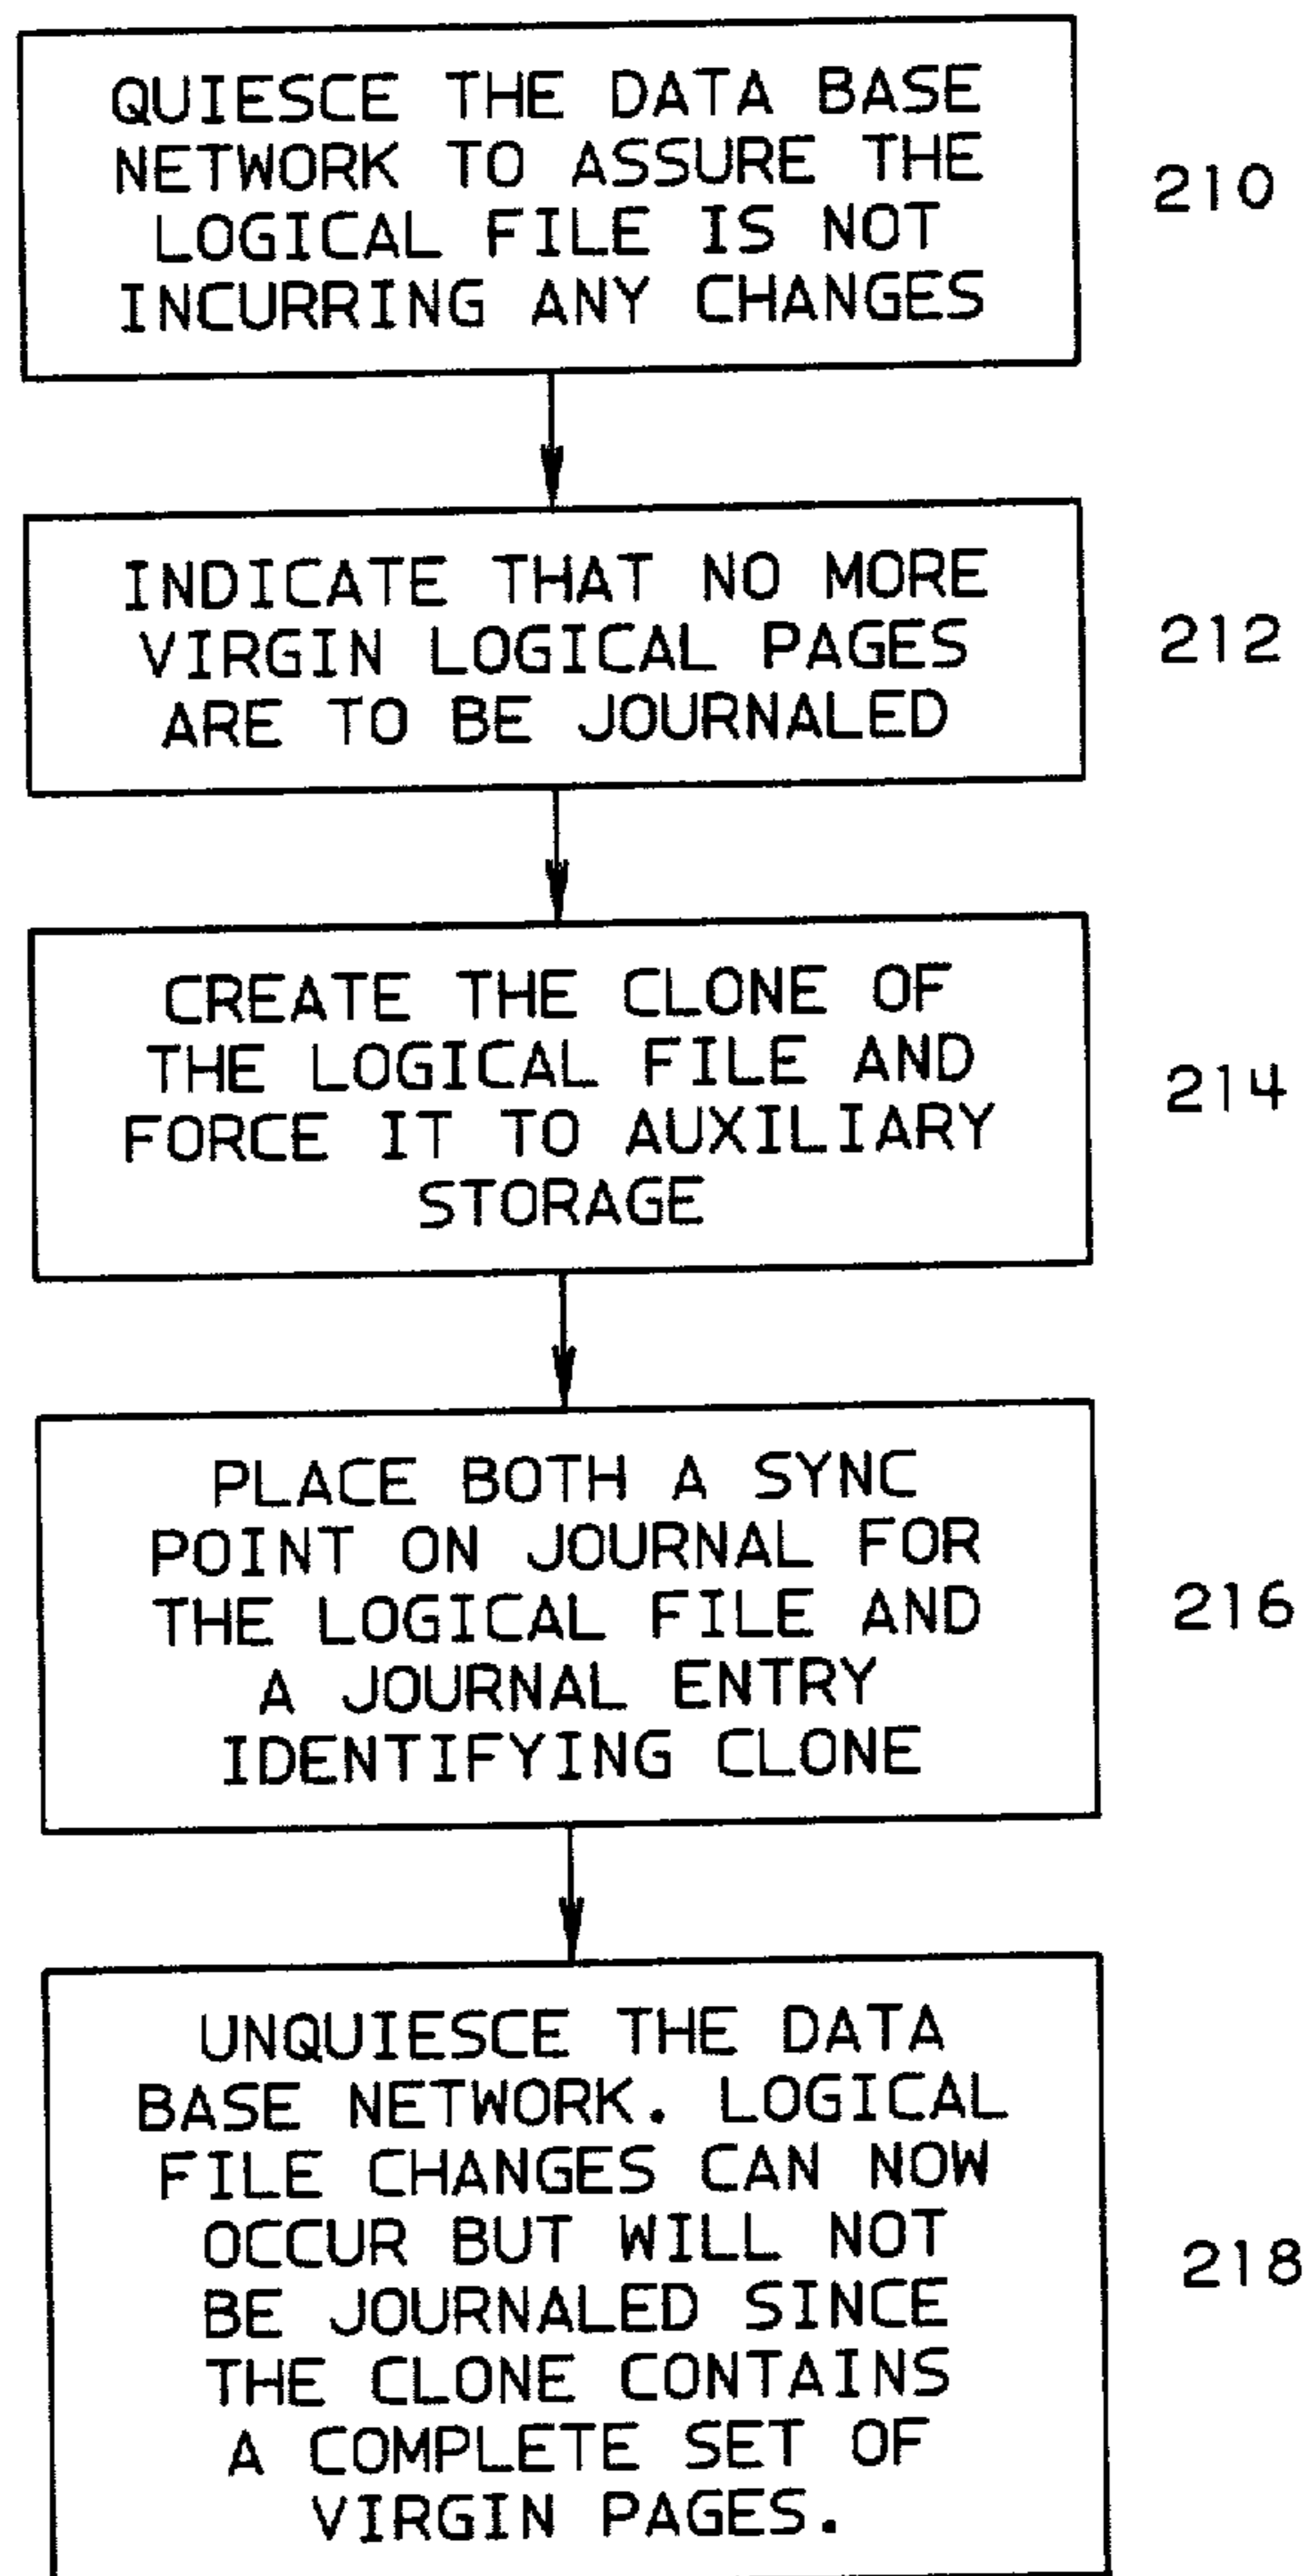 QUIESCE THE DATA BASE
NETWORK TO ASSURE THE
LOGICAL FILE IS NOT
INCURRING ANY CHANGES
210
INDICATE THAT NO MORE
VIRGIN LOGICAL PAGES
ARE TO BE JOURNALED
212
CREATE THE CLONE OF
THE LOGICAL FILE AND
FORCE IT TO AUXILIARY
STORAGE
214
PLACE BOTH A SYNC
POINT ON JOURNAL FOR
THE LOGICAL FILE AND
A JOURNAL ENTRY
IDENTIFYING CLONE
216
UNQUIESCE THE DATA
BASE NETWORK. LOGICAL
FILE CHANGES CAN NOW
OCCUR BUT WILL NOT
BE JOURNALED SINCE
THE CLONE CONTAINS
A COMPLETE SET OF
VIRGIN PAGES.
218